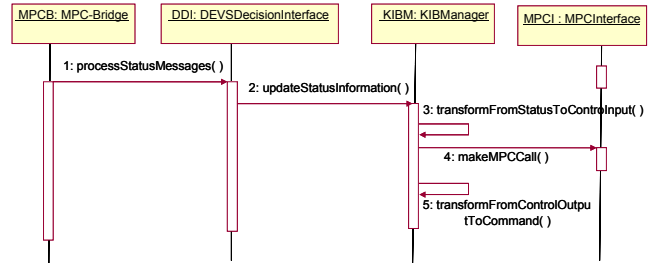 MPCB: MPC-Bridge
DDI: DEVSDecisionInterface
KIBM: KIBManager
MPCI : MPCInterface
1: processStatusMessages( )
2: updateStatusInformation( )
3: transformFromStatusToControInput( )
4: makeMPCCall( )
5: transformFromControlOutpu
tToCommand( )